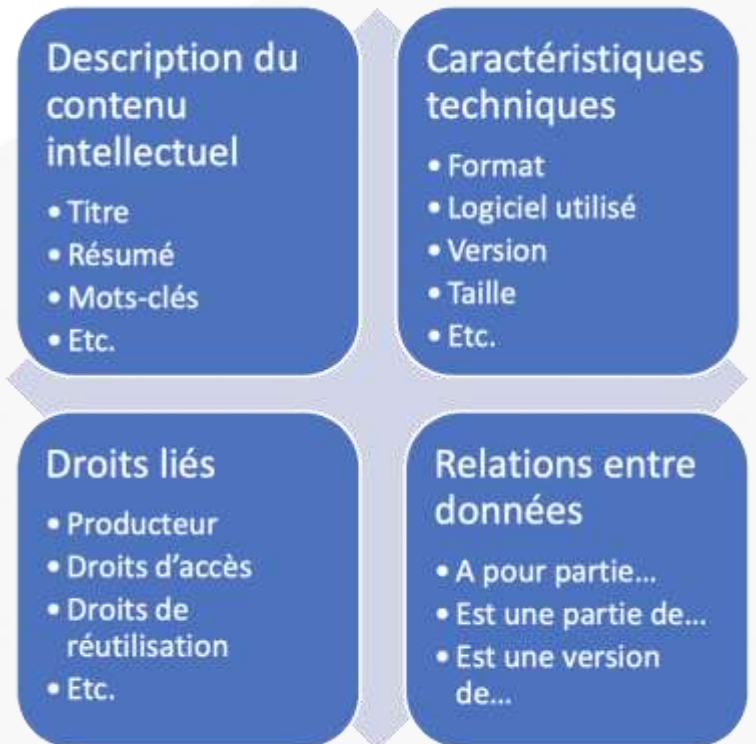 Description du
contenu
intellectuel
• Titre
• Résumé
• Mots-clés
• Etc.
Caractéristiques
techniques
• Format
• Logiciel utilisé
• Version
• Taille
• Etc.
Droits liés
• Producteur
• Droits d'accès
• Droits de
réutilisation
• Etc.
Relations entre
données
• A pour partie...
• Est une partie de...
• Est une version
de...